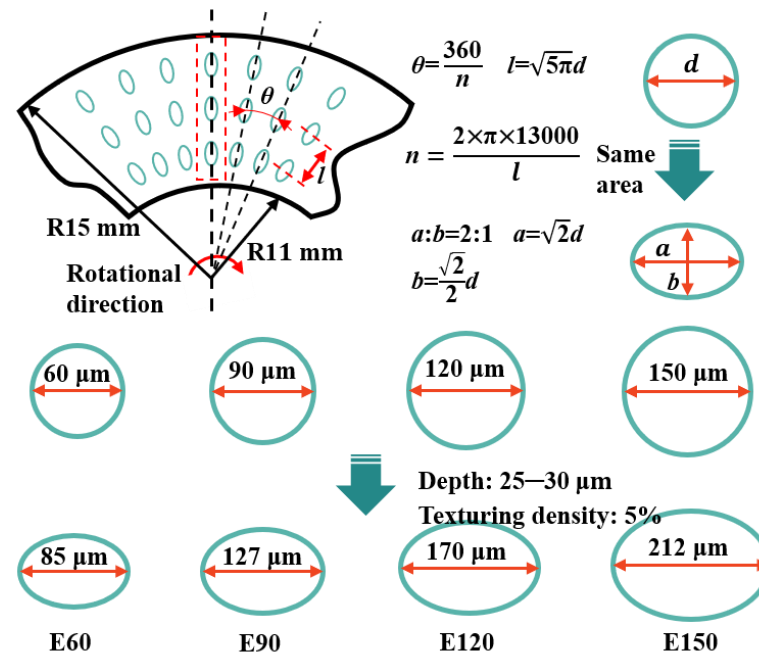 θ=360/n l=√5πd
d
θ
n = 2×π×13000/l
Same
area
l
R15 mm
R11 mm
a:b=2:1 a=√2d
b=√2/2d
a
b
Rotational
direction
60 μm
90 μm
120 μm
150 μm
Depth: 25—30 μm
Texturing density: 5%
85 μm
127 μm
170 μm
212 μm
E60
E90
E120
E150